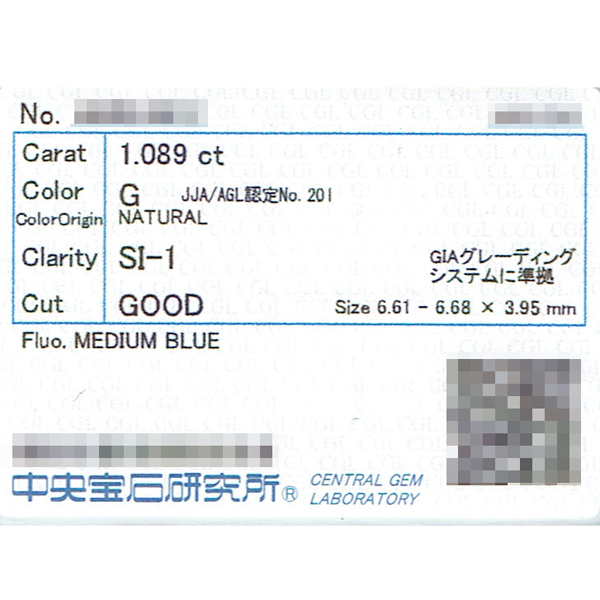 No.
Carat 1.089 ct
Color G JJA/AGL認定No.201
ColorOrigin NATURAL
Clarity SI-1 GIAグレーディング
システムに準拠
Cut GOOD Size 6.61 - 6.68 × 3.95 mm
Fluo. MEDIUM BLUE
中央宝石研究所® CENTRAL GEM
LABORATORY